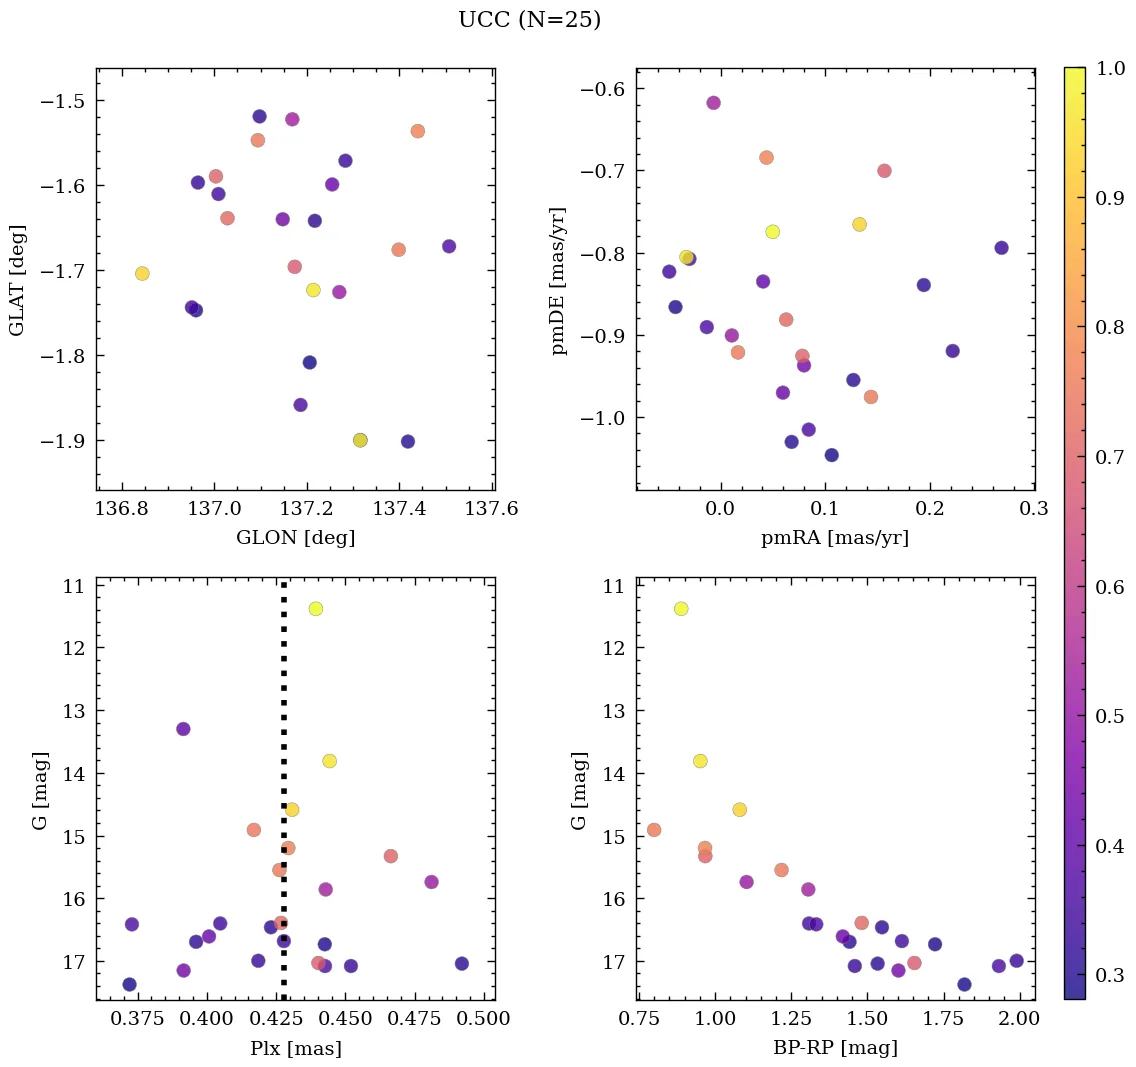 UCC (N=25)
−1.5
−1.6
−1.7
−1.8
−1.9
136.8 137.0 137.2 137.4 137.6
GLON [deg]
GLAT [deg]
−0.6
−0.7
−0.8
−0.9
−1.0
0.0 0.1 0.2 0.3
pmRA [mas/yr]
pmDE [mas/yr]
1.0
0.9
0.8
0.7
0.6
0.5
0.4
0.3
11
12
13
14
15
16
17
0.375 0.400 0.425 0.450 0.475 0.500
Plx [mas]
G [mag]
11
12
13
14
15
16
17
0.75 1.00 1.25 1.50 1.75 2.00
BP-RP [mag]
G [mag]